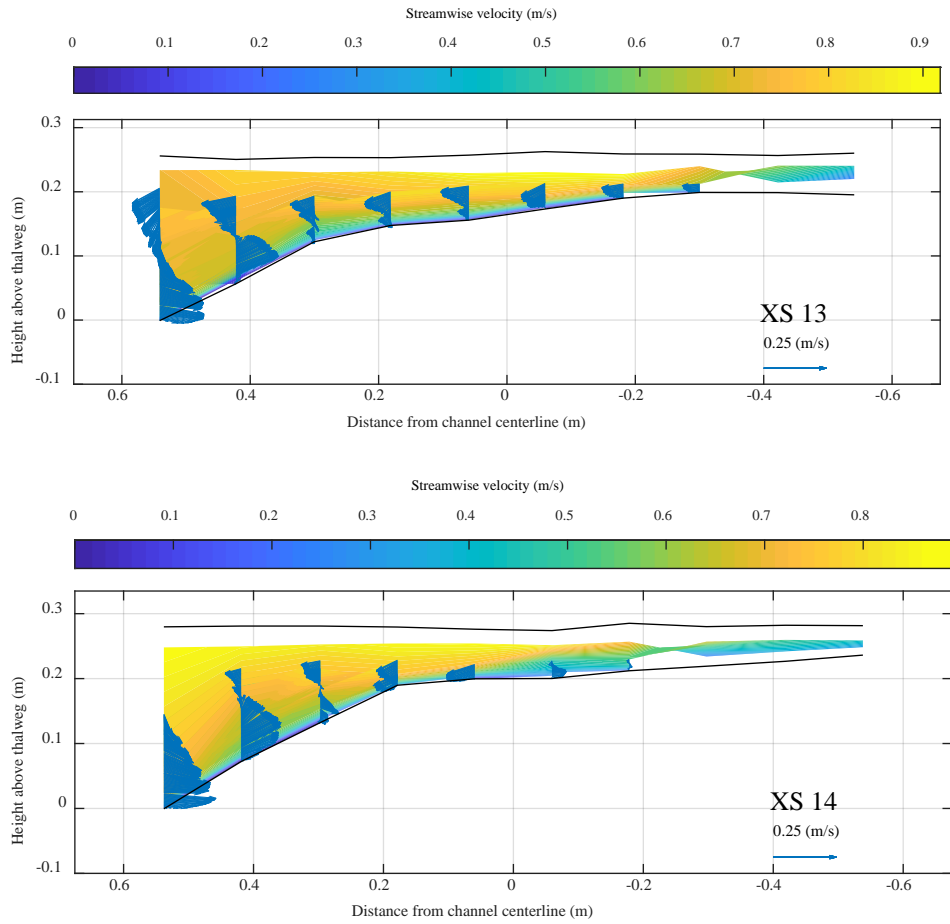 Streamwise velocity (m/s)
0 0.1 0.2 0.3 0.4 0.5 0.6 0.7 0.8 0.9
0.3
0.2
0.1
0
-0.1
Height above thalweg (m)
XS 13
0.25 (m/s)
0.6 0.4 0.2 0 -0.2 -0.4 -0.6
Distance from channel centerline (m)
Streamwise velocity (m/s)
0 0.1 0.2 0.3 0.4 0.5 0.6 0.7 0.8
0.3
0.2
0.1
0
-0.1
Height above thalweg (m)
XS 14
0.25 (m/s)
0.6 0.4 0.2 0 -0.2 -0.4 -0.6
Distance from channel centerline (m)